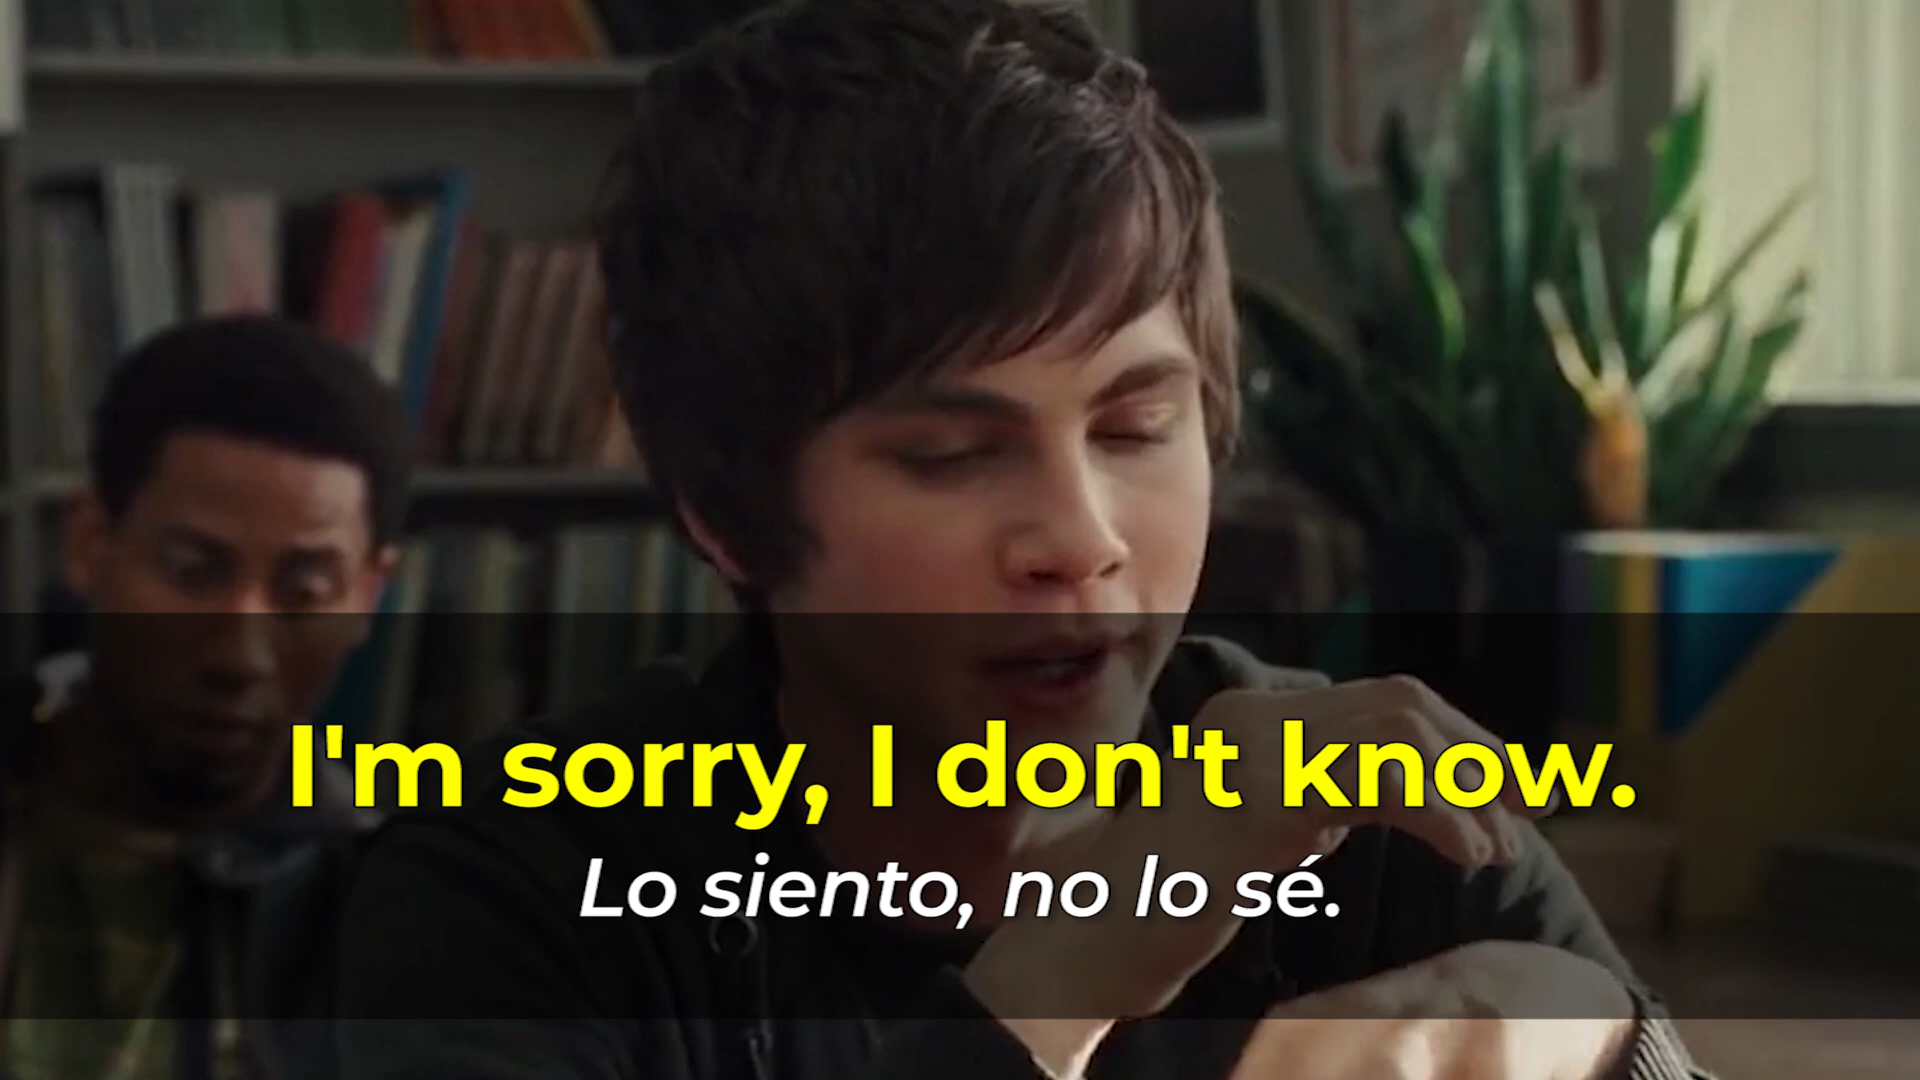 I'm sorry, I don't know.
Lo siento, no lo sé.